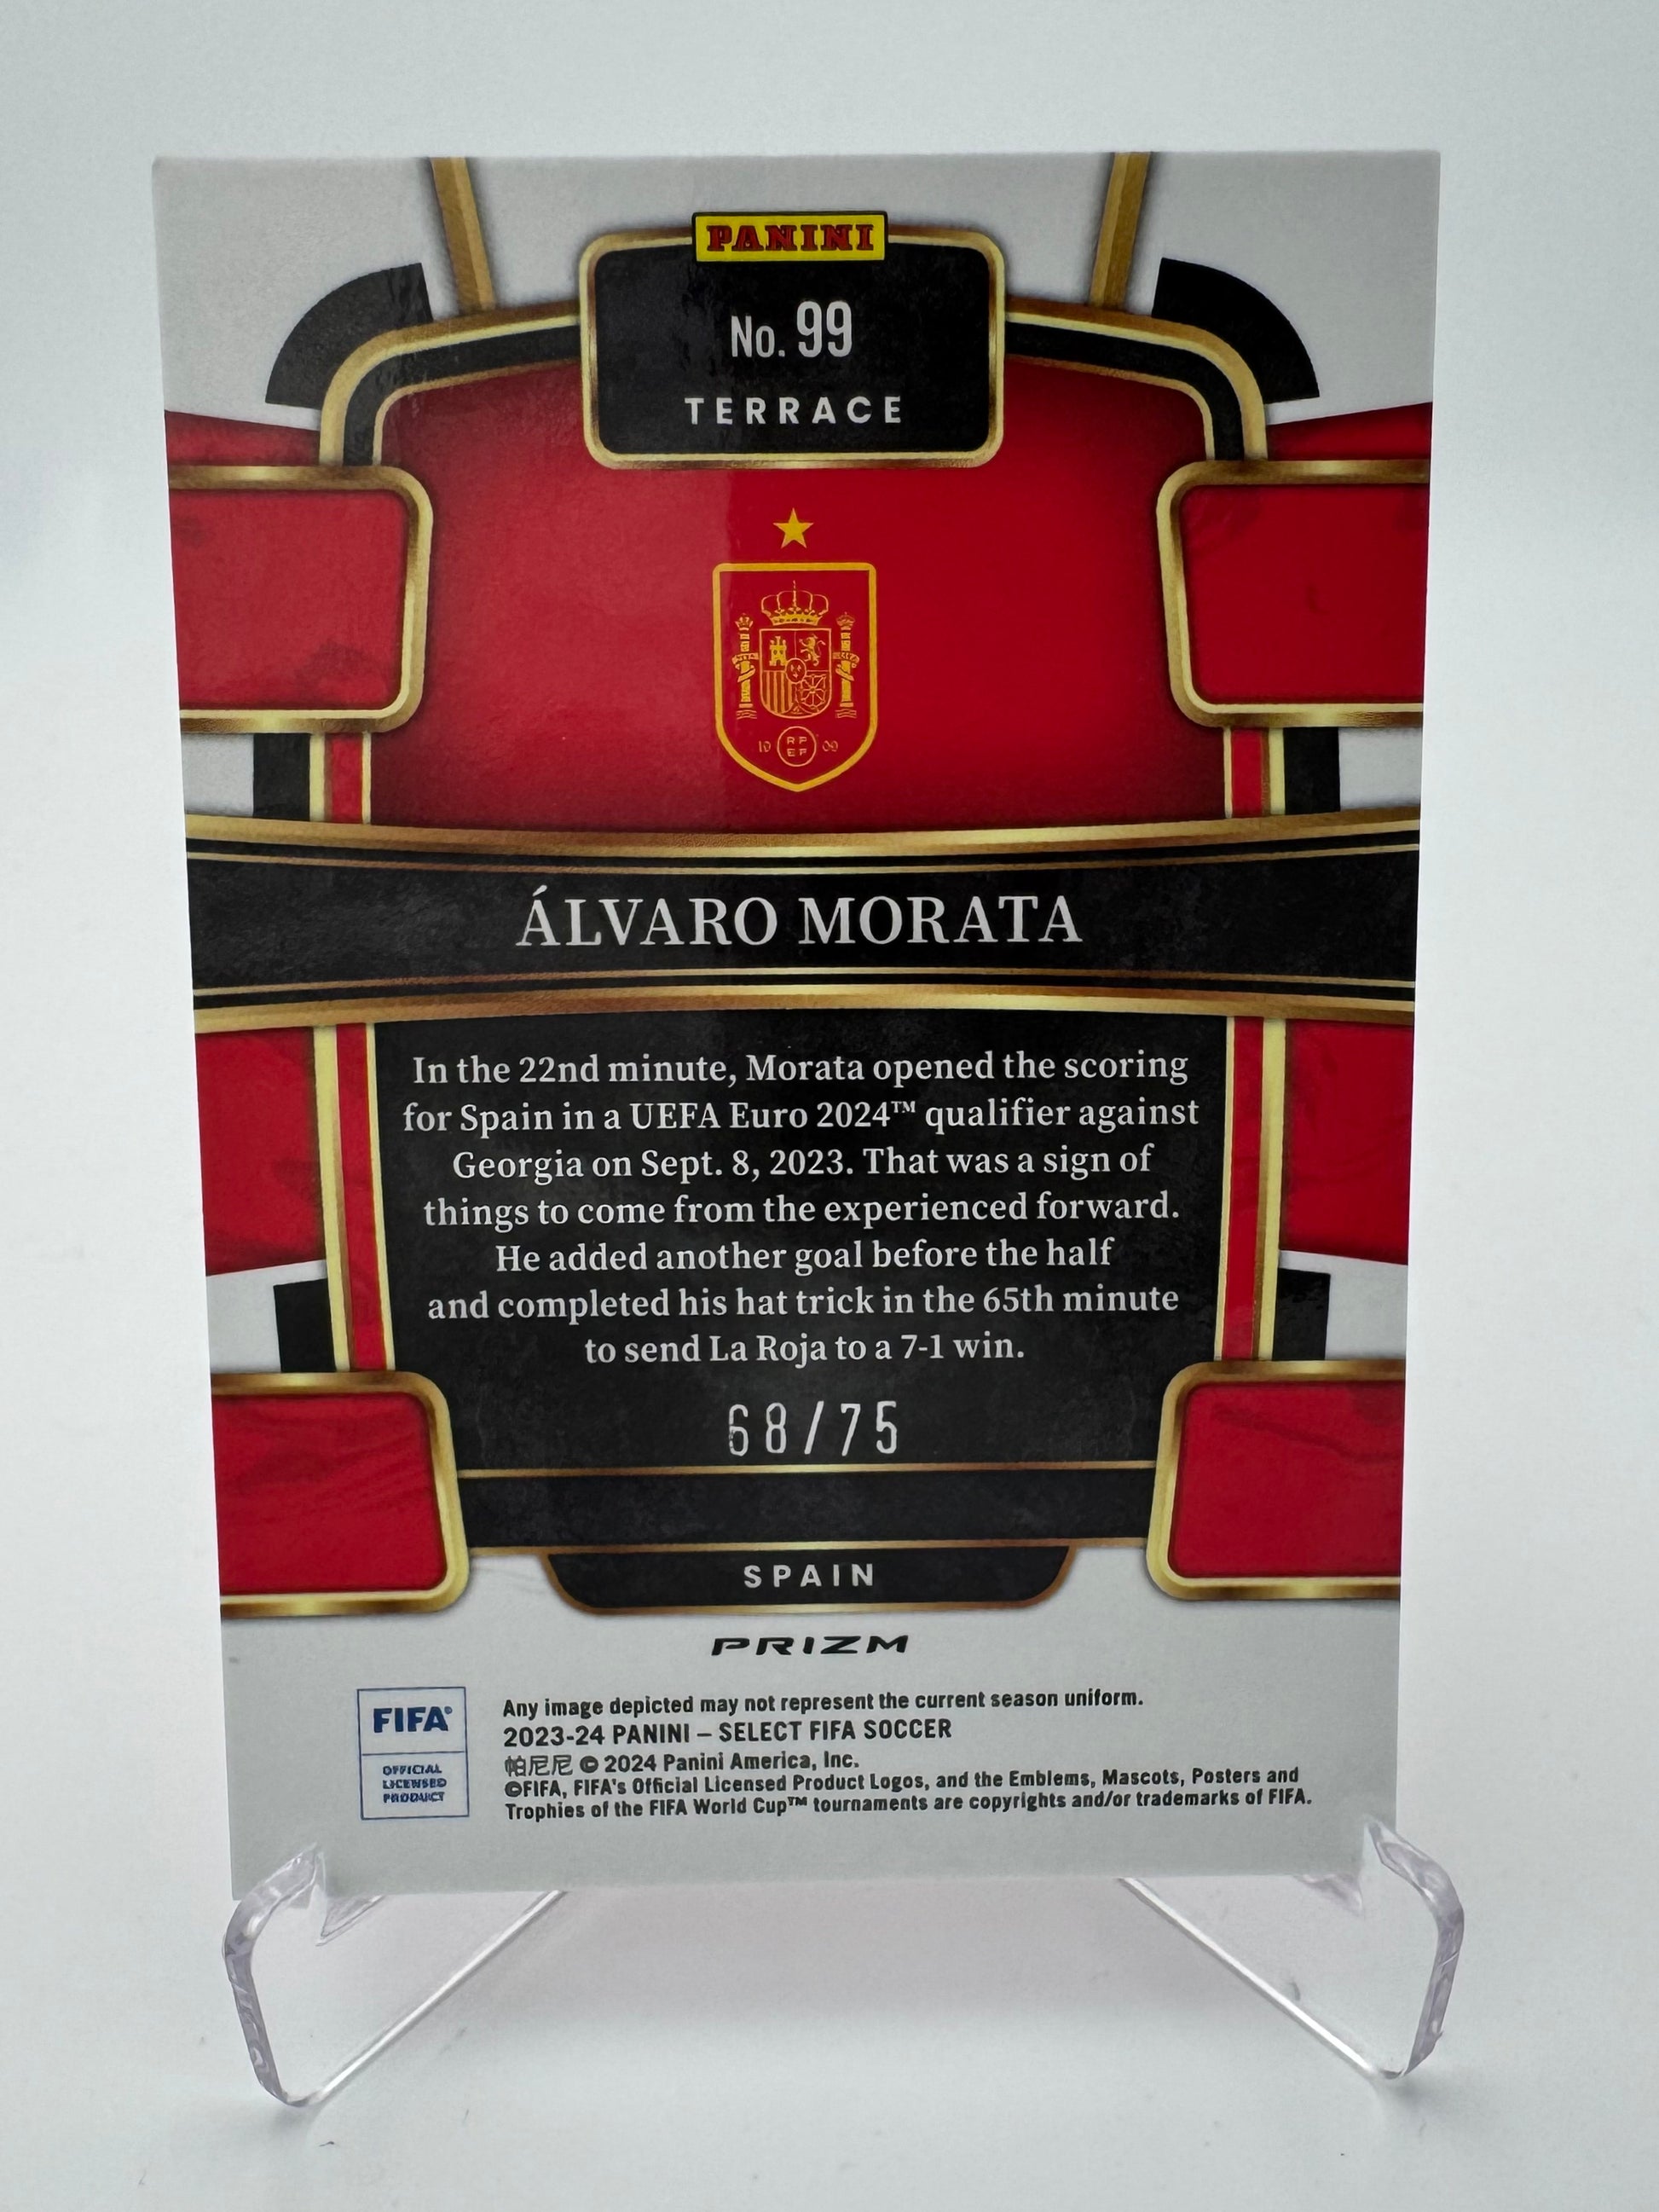 PANINI
No. 99
TERRACE
19 RF EF 09
ÁLVARO MORATA
In the 22nd minute, Morata opened the scoring
for Spain in a UEFA Euro 2024™ qualifier against
Georgia on Sept. 8, 2023. That was a sign of
things to come from the experienced forward.
He added another goal before the half
and completed his hat trick in the 65th minute
to send La Roja to a 7-1 win.
68/75
SPAIN
PRIZM
FIFA®
OFFICIAL
LICENSED
PRODUCT
Any image depicted may not represent the current season uniform.
2023-24 PANINI – SELECT FIFA SOCCER
帕尼尼 © 2024 Panini America, Inc.
©FIFA, FIFA's Official Licensed Product Logos, and the Emblems, Mascots, Posters and
Trophies of the FIFA World Cup™ tournaments are copyrights and/or trademarks of FIFA.